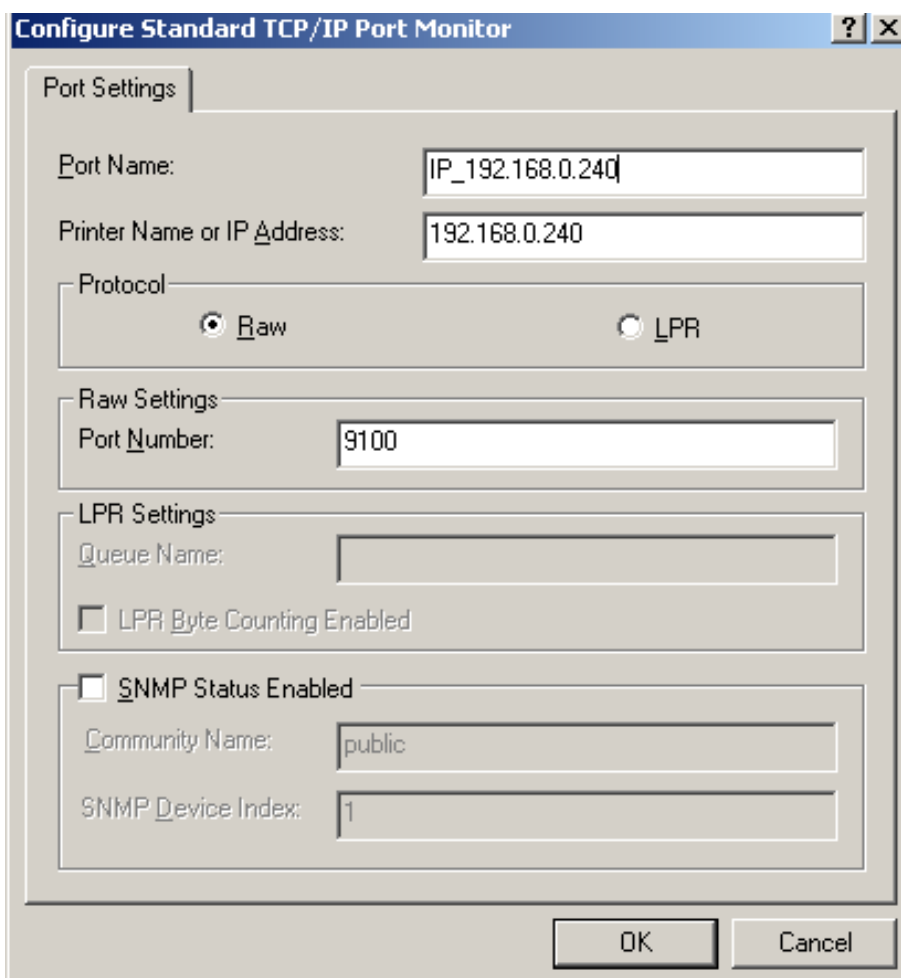 Configure Standard TCP/IP Port Monitor
Port Settings
Port Name: IP_192.168.0.240
Printer Name or IP Address: 192.168.0.240
Protocol
Raw LPR
Raw Settings
Port Number: 9100
LPR Settings
Queue Name:
LPR Byte Counting Enabled
SNMP Status Enabled
Community Name: public
SNMP Device Index: 1
OK Cancel